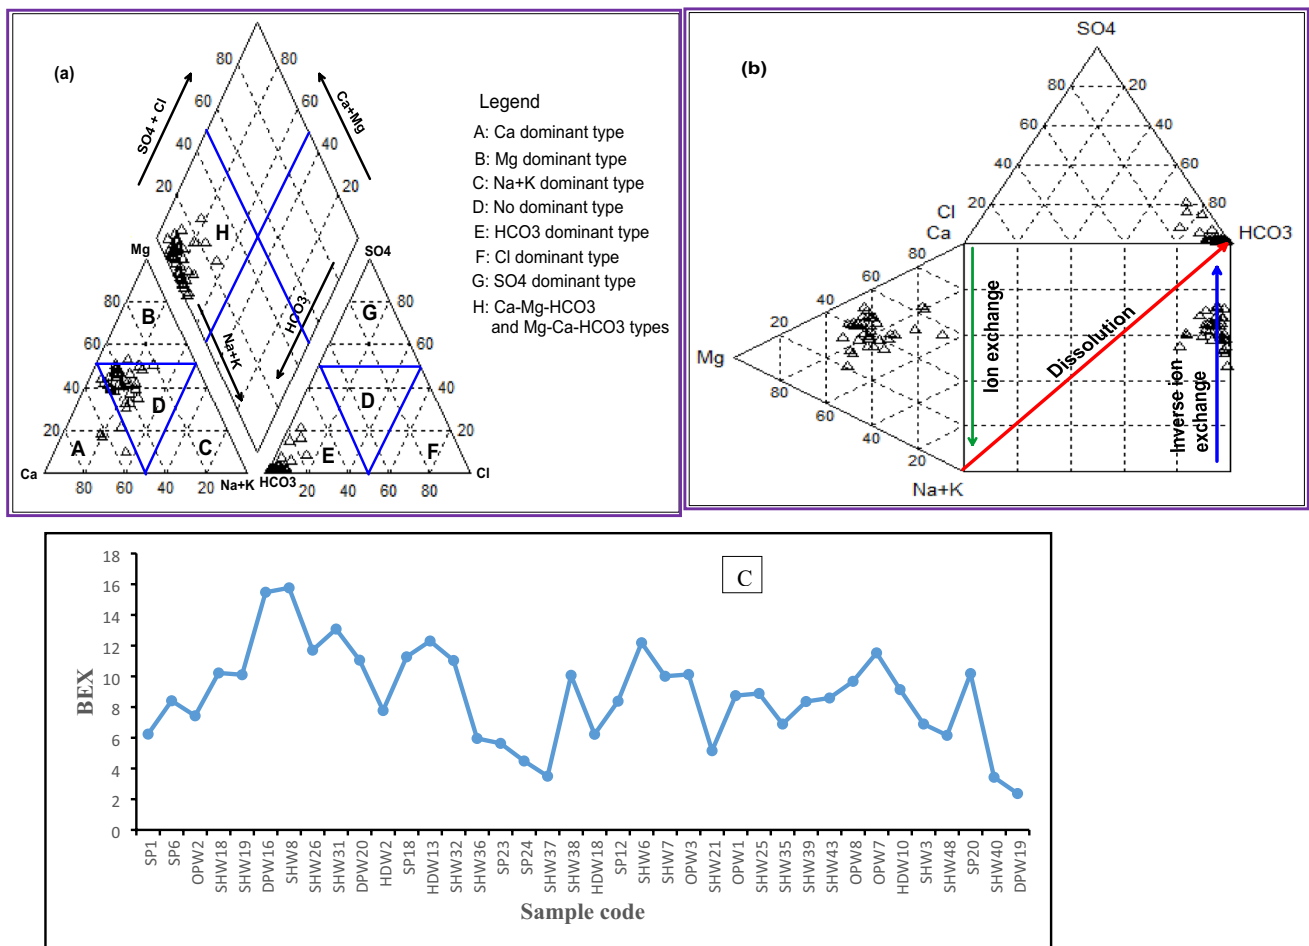 (a)
80
80
60
60
40
40
20
20
SO4 + Cl
Ca+Mg
H
Mg
SO4
Na+K
HCO3
80
80
60
60
40
40
20
20
B
G
D
D
A
C
E
F
Ca
80
60
40
20
Na+K
HCO3
20
40
60
80
Cl
Legend
A: Ca dominant type
B: Mg dominant type
C: Na+K dominant type
D: No dominant type
E: HCO3 dominant type
F: Cl dominant type
G: SO4 dominant type
H: Ca-Mg-HCO3
and Mg-Ca-HCO3 types
(b)
SO4
80
20
60
40
40
60
20
80
Cl
Ca
HCO3
80
60
40
20
Mg
80
60
40
20
Na+K
Ion exchange
Dissolution
Inverse ion
exchange
C
BEX
18
16
14
12
10
8
6
4
2
0
SP1
SP6
OPW2
SHW18
SHW19
DPW16
SHW8
SHW26
SHW31
DPW20
HDW2
SP18
HDW13
SHW32
SHW36
SP23
SP24
SHW37
SHW38
HDW18
SP12
SHW6
SHW7
OPW3
SHW21
OPW1
SHW25
SHW35
SHW39
SHW43
OPW8
OPW7
HDW10
SHW3
SHW48
SP20
SHW40
DPW19
Sample code